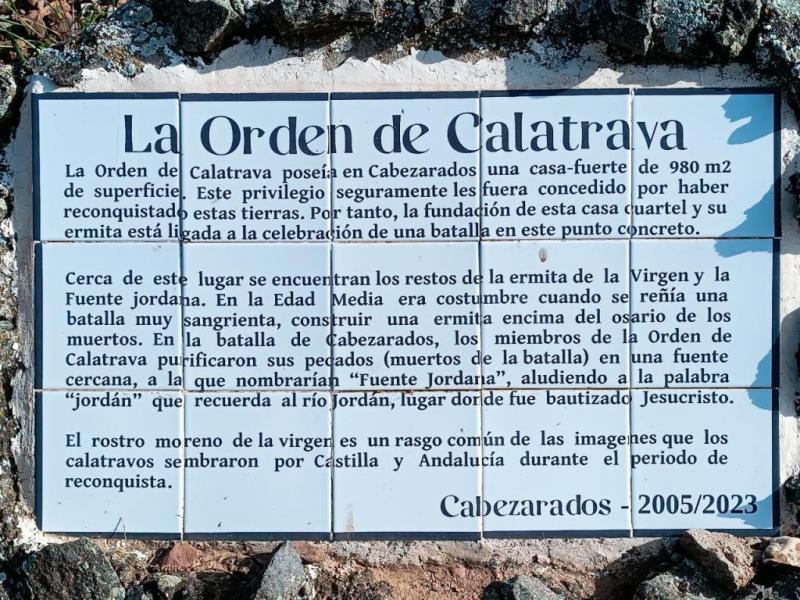 La Orden de Calatrava
La Orden de Calatrava poseía en Cabezarados una casa-fuerte de 980 m2
de superficie. Este privilegio seguramente les fuera concedido por haber
reconquistado estas tierras. Por tanto, la fundación de esta casa cuartel y su
ermita está ligada a la celebración de una batalla en este punto concreto.
Cerca de este lugar se encuentran los restos de la ermita de la Virgen y la
Fuente jordana. En la Edad Media era costumbre cuando se reñía una
batalla muy sangrienta, construir una ermita encima del osario de los
muertos. En la batalla de Cabezarados, los miembros de la Orden de
Calatrava purificaron sus pecados (muertos de la batalla) en una fuente
cercana, a la que nombrarían “Fuente Jordana”, aludiendo a la palabra
“jordán” que recuerda al río Jordán, lugar donde fue bautizado Jesucristo.
El rostro moreno de la virgen es un rasgo común de las imagenes que los
calatravos sembraron por Castilla y Andalucía durante el periodo de
reconquista.
Cabezarados - 2005/2023